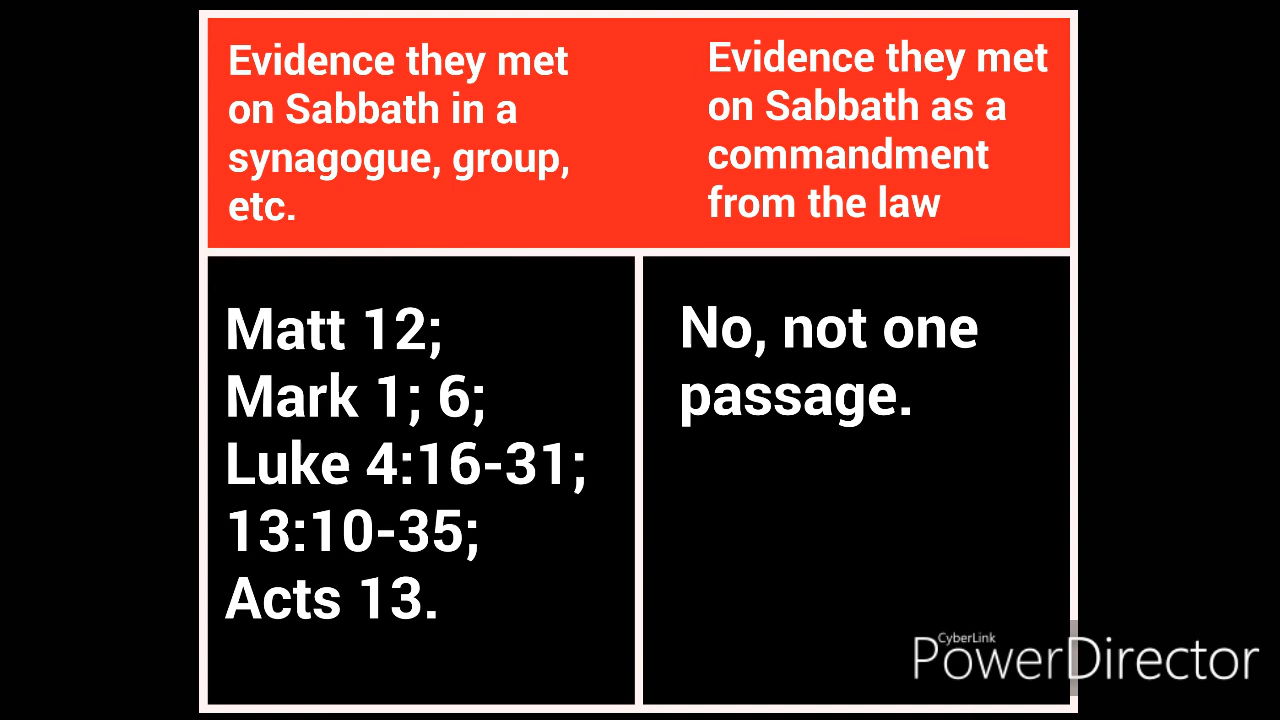 Evidence they met
on Sabbath in a
synagogue, group,
etc.
Evidence they met
on Sabbath as a
commandment
from the law
Matt 12;
Mark 1; 6;
Luke 4:16-31;
13:10-35;
Acts 13.
No, not one
passage.
CyberLink
PowerDirector